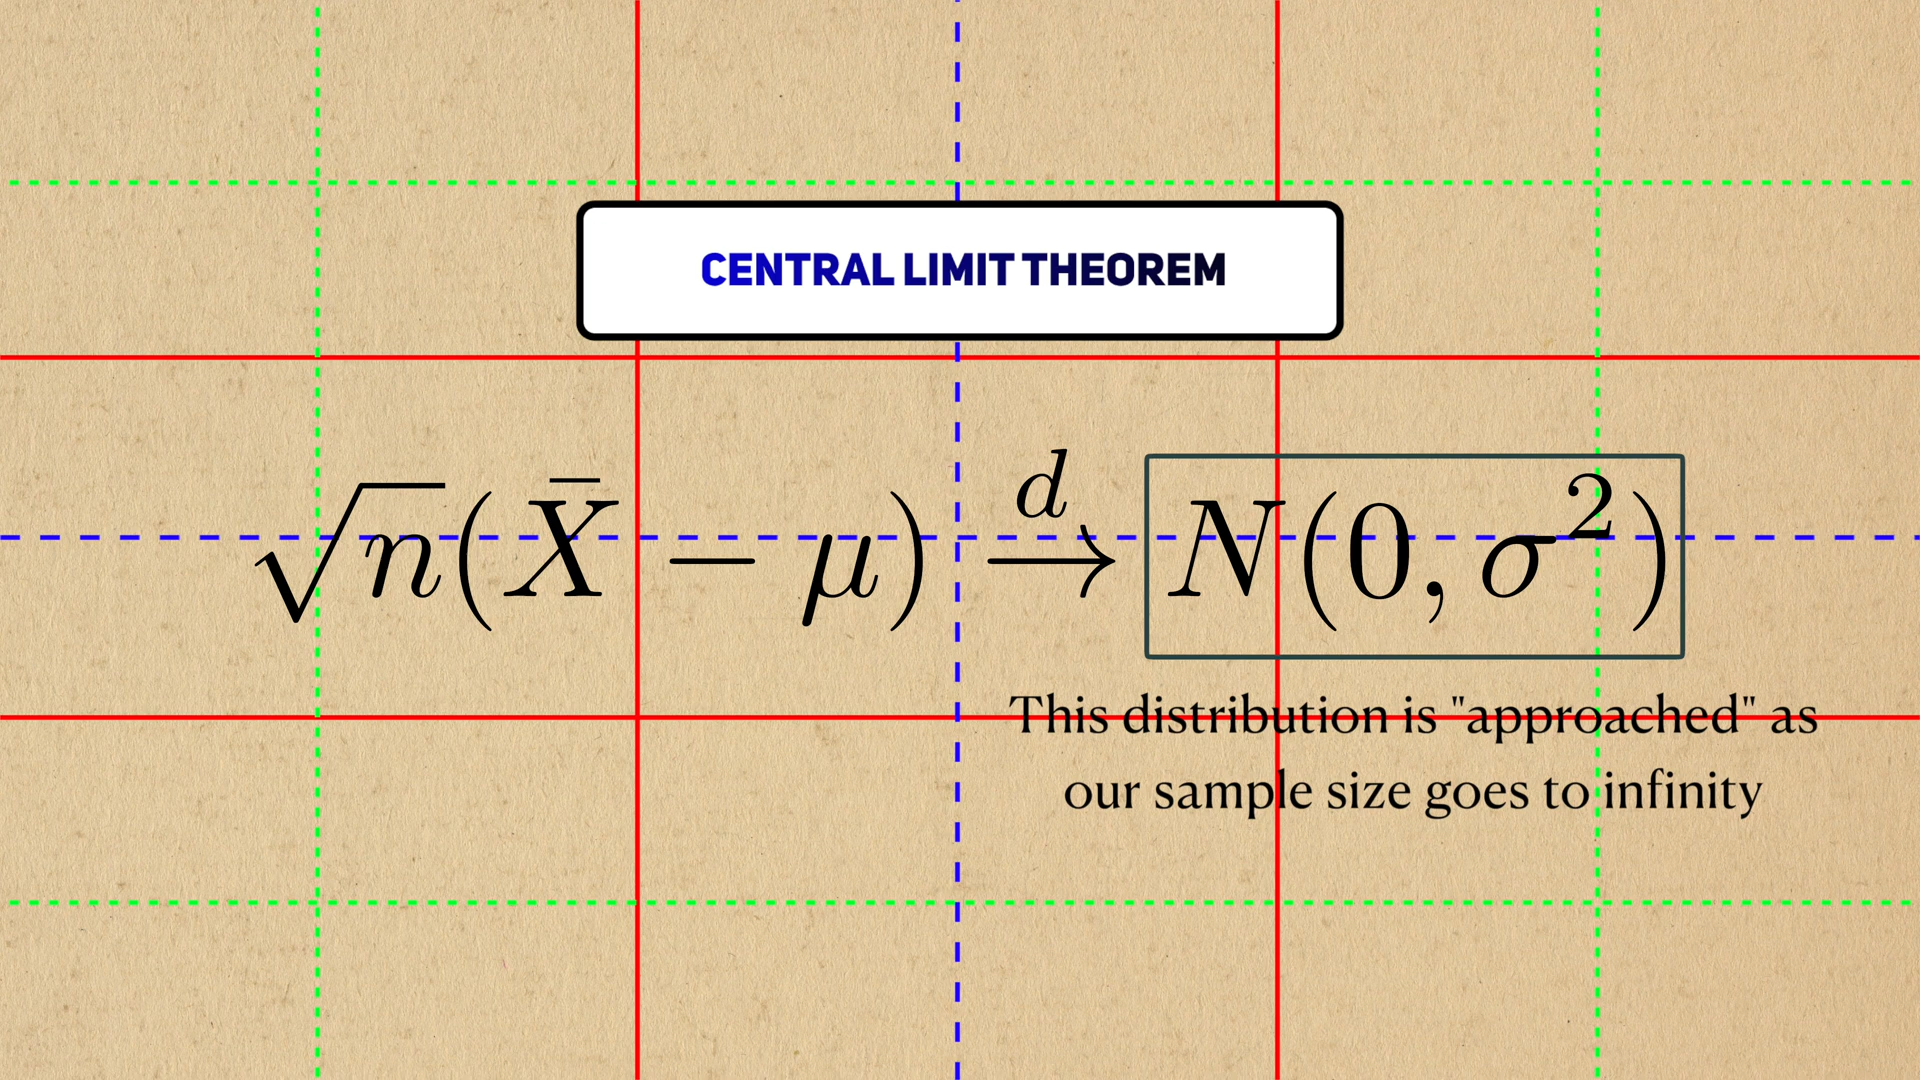 CENTRAL LIMIT THEOREM
√n(X̄ − μ) →ᵈ N(0, σ²)
This distribution is "approached" as
our sample size goes to infinity